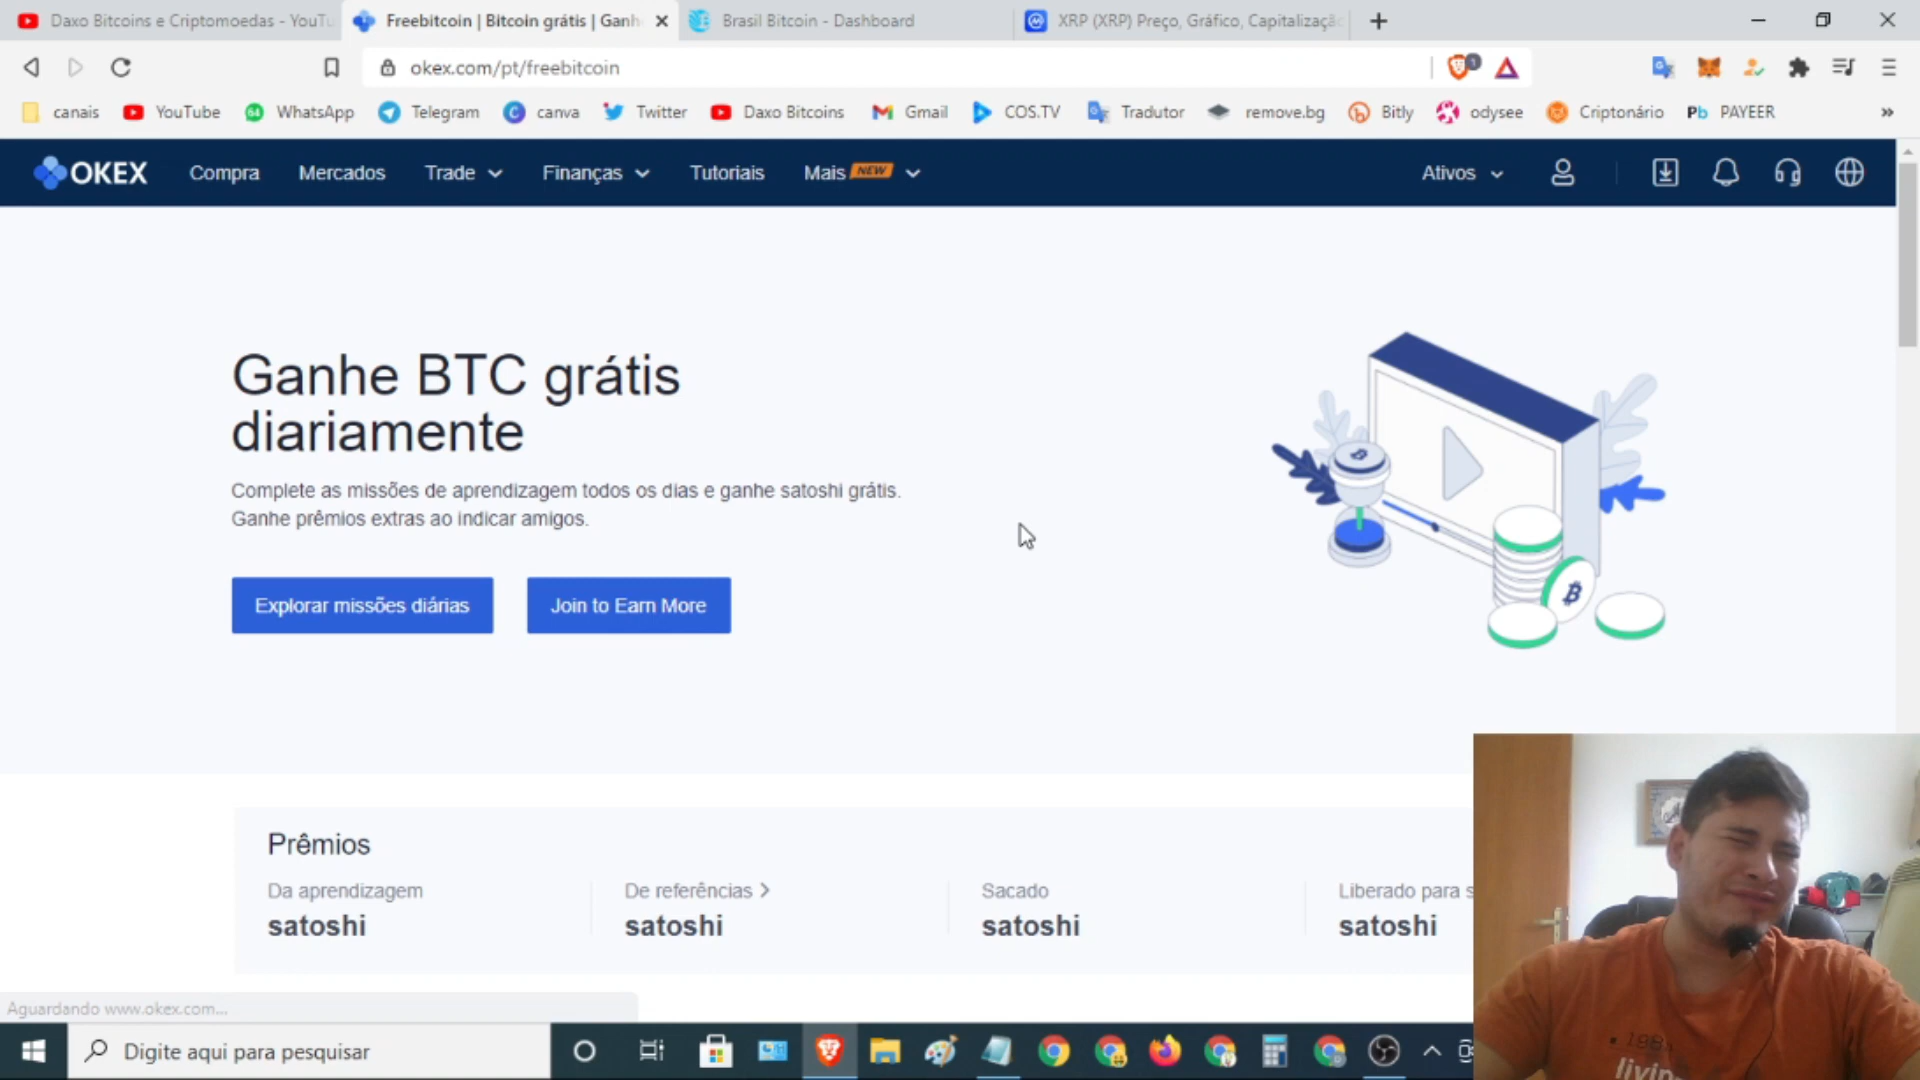 Daxo Bitcoins e Criptomoedas - YouTu
Freebitcoin | Bitcoin grátis | Ganh
Brasil Bitcoin - Dashboard
XRP (XRP) Preço, Gráfico, Capitalizaçã
okex.com/pt/freebitcoin
1
canais
YouTube
WhatsApp
Telegram
canva
Twitter
Daxo Bitcoins
Gmail
COS.TV
Tradutor
remove.bg
Bitly
odysee
Criptonário
Pb PAYEER
OKEX
Compra
Mercados
Trade
Finanças
Tutoriais
Mais NEW
Ativos
Ganhe BTC grátis
diariamente
Complete as missões de aprendizagem todos os dias e ganhe satoshi grátis.
Ganhe prêmios extras ao indicar amigos.
Explorar missões diárias
Join to Earn More
Prêmios
Da aprendizagem
De referências
Sacado
Liberado para s
satoshi
satoshi
satoshi
satoshi
Aguardando www.okex.com...
Digite aqui para pesquisar